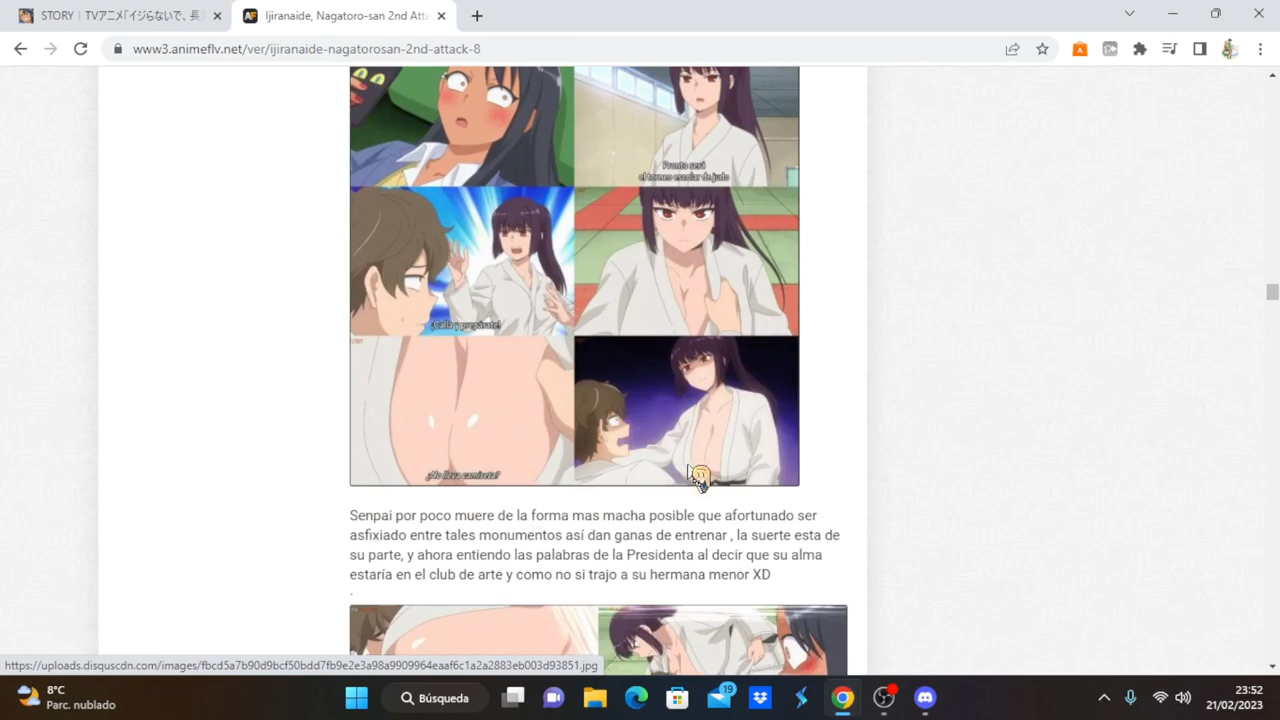 STORY | TVアニメ「イジらないで、長
Ijiranaide, Nagatoro-san 2nd Atta
www3.animeflv.net/ver/ijiranaide-nagatorosan-2nd-attack-8
Pronto será
el torneo escolar de judo
¡Calla y prepárate!
¿No lleva camiseta?
Senpai por poco muere de la forma mas macha posible que afortunado ser
asfixiado entre tales monumentos así dan ganas de entrenar , la suerte esta de
su parte, y ahora entiendo las palabras de la Presidenta al decir que su alma
estaría en el club de arte y como no si trajo a su hermana menor XD
.
https://uploads.disquscdn.com/images/fbcd5a7b90d9bcf50bdd7fb9e2e3a98a9909964eaaf6c1a2a2883eb003d93851.jpg
8°C
Parc. nublado
Búsqueda
19
23:52
21/02/2023